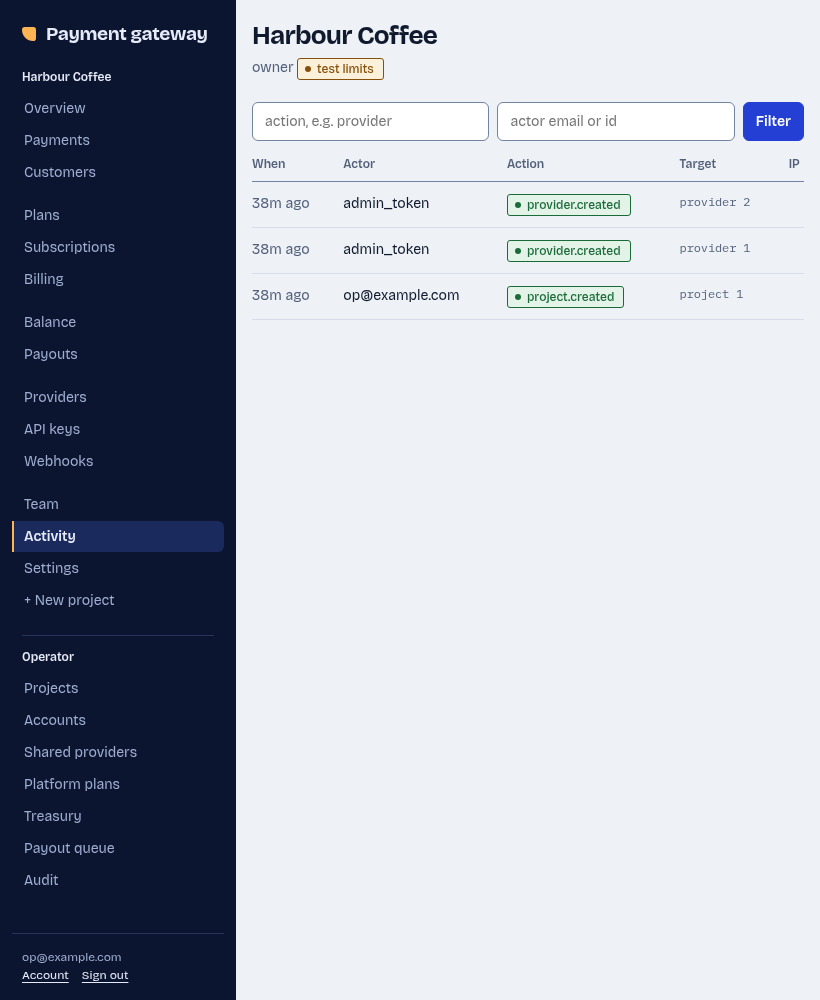 Payment gateway
Harbour Coffee
Overview
Payments
Customers
Plans
Subscriptions
Billing
Balance
Payouts
Providers
API keys
Webhooks
Team
Activity
Settings
+ New project
Operator
Projects
Accounts
Shared providers
Platform plans
Treasury
Payout queue
Audit
op@example.com
Account Sign out
Harbour Coffee
owner test limits
action, e.g. provider actor email or id Filter
When Actor Action Target IP
38m ago admin_token provider.created provider 2
38m ago admin_token provider.created provider 1
38m ago op@example.com project.created project 1